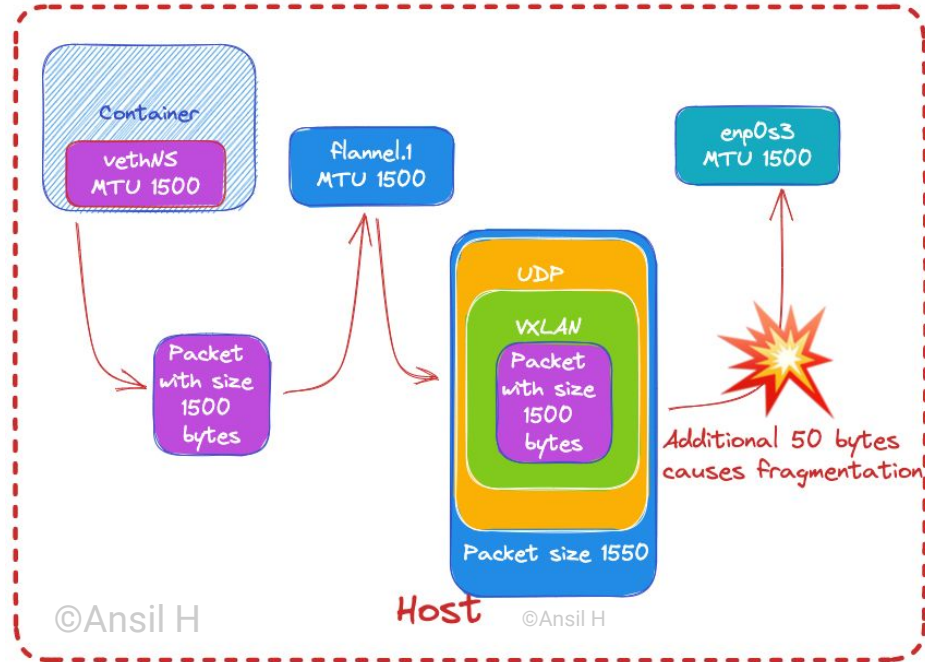 Container
vethNS
MTU 1500
flannel.1
MTU 1500
enp0s3
MTU 1500
Packet
with size
1500
bytes
UDP
VXLAN
Packet
with size
1500
bytes
Packet size 1550
Additional 50 bytes
causes fragmentation
Host
©Ansil H
©Ansil H